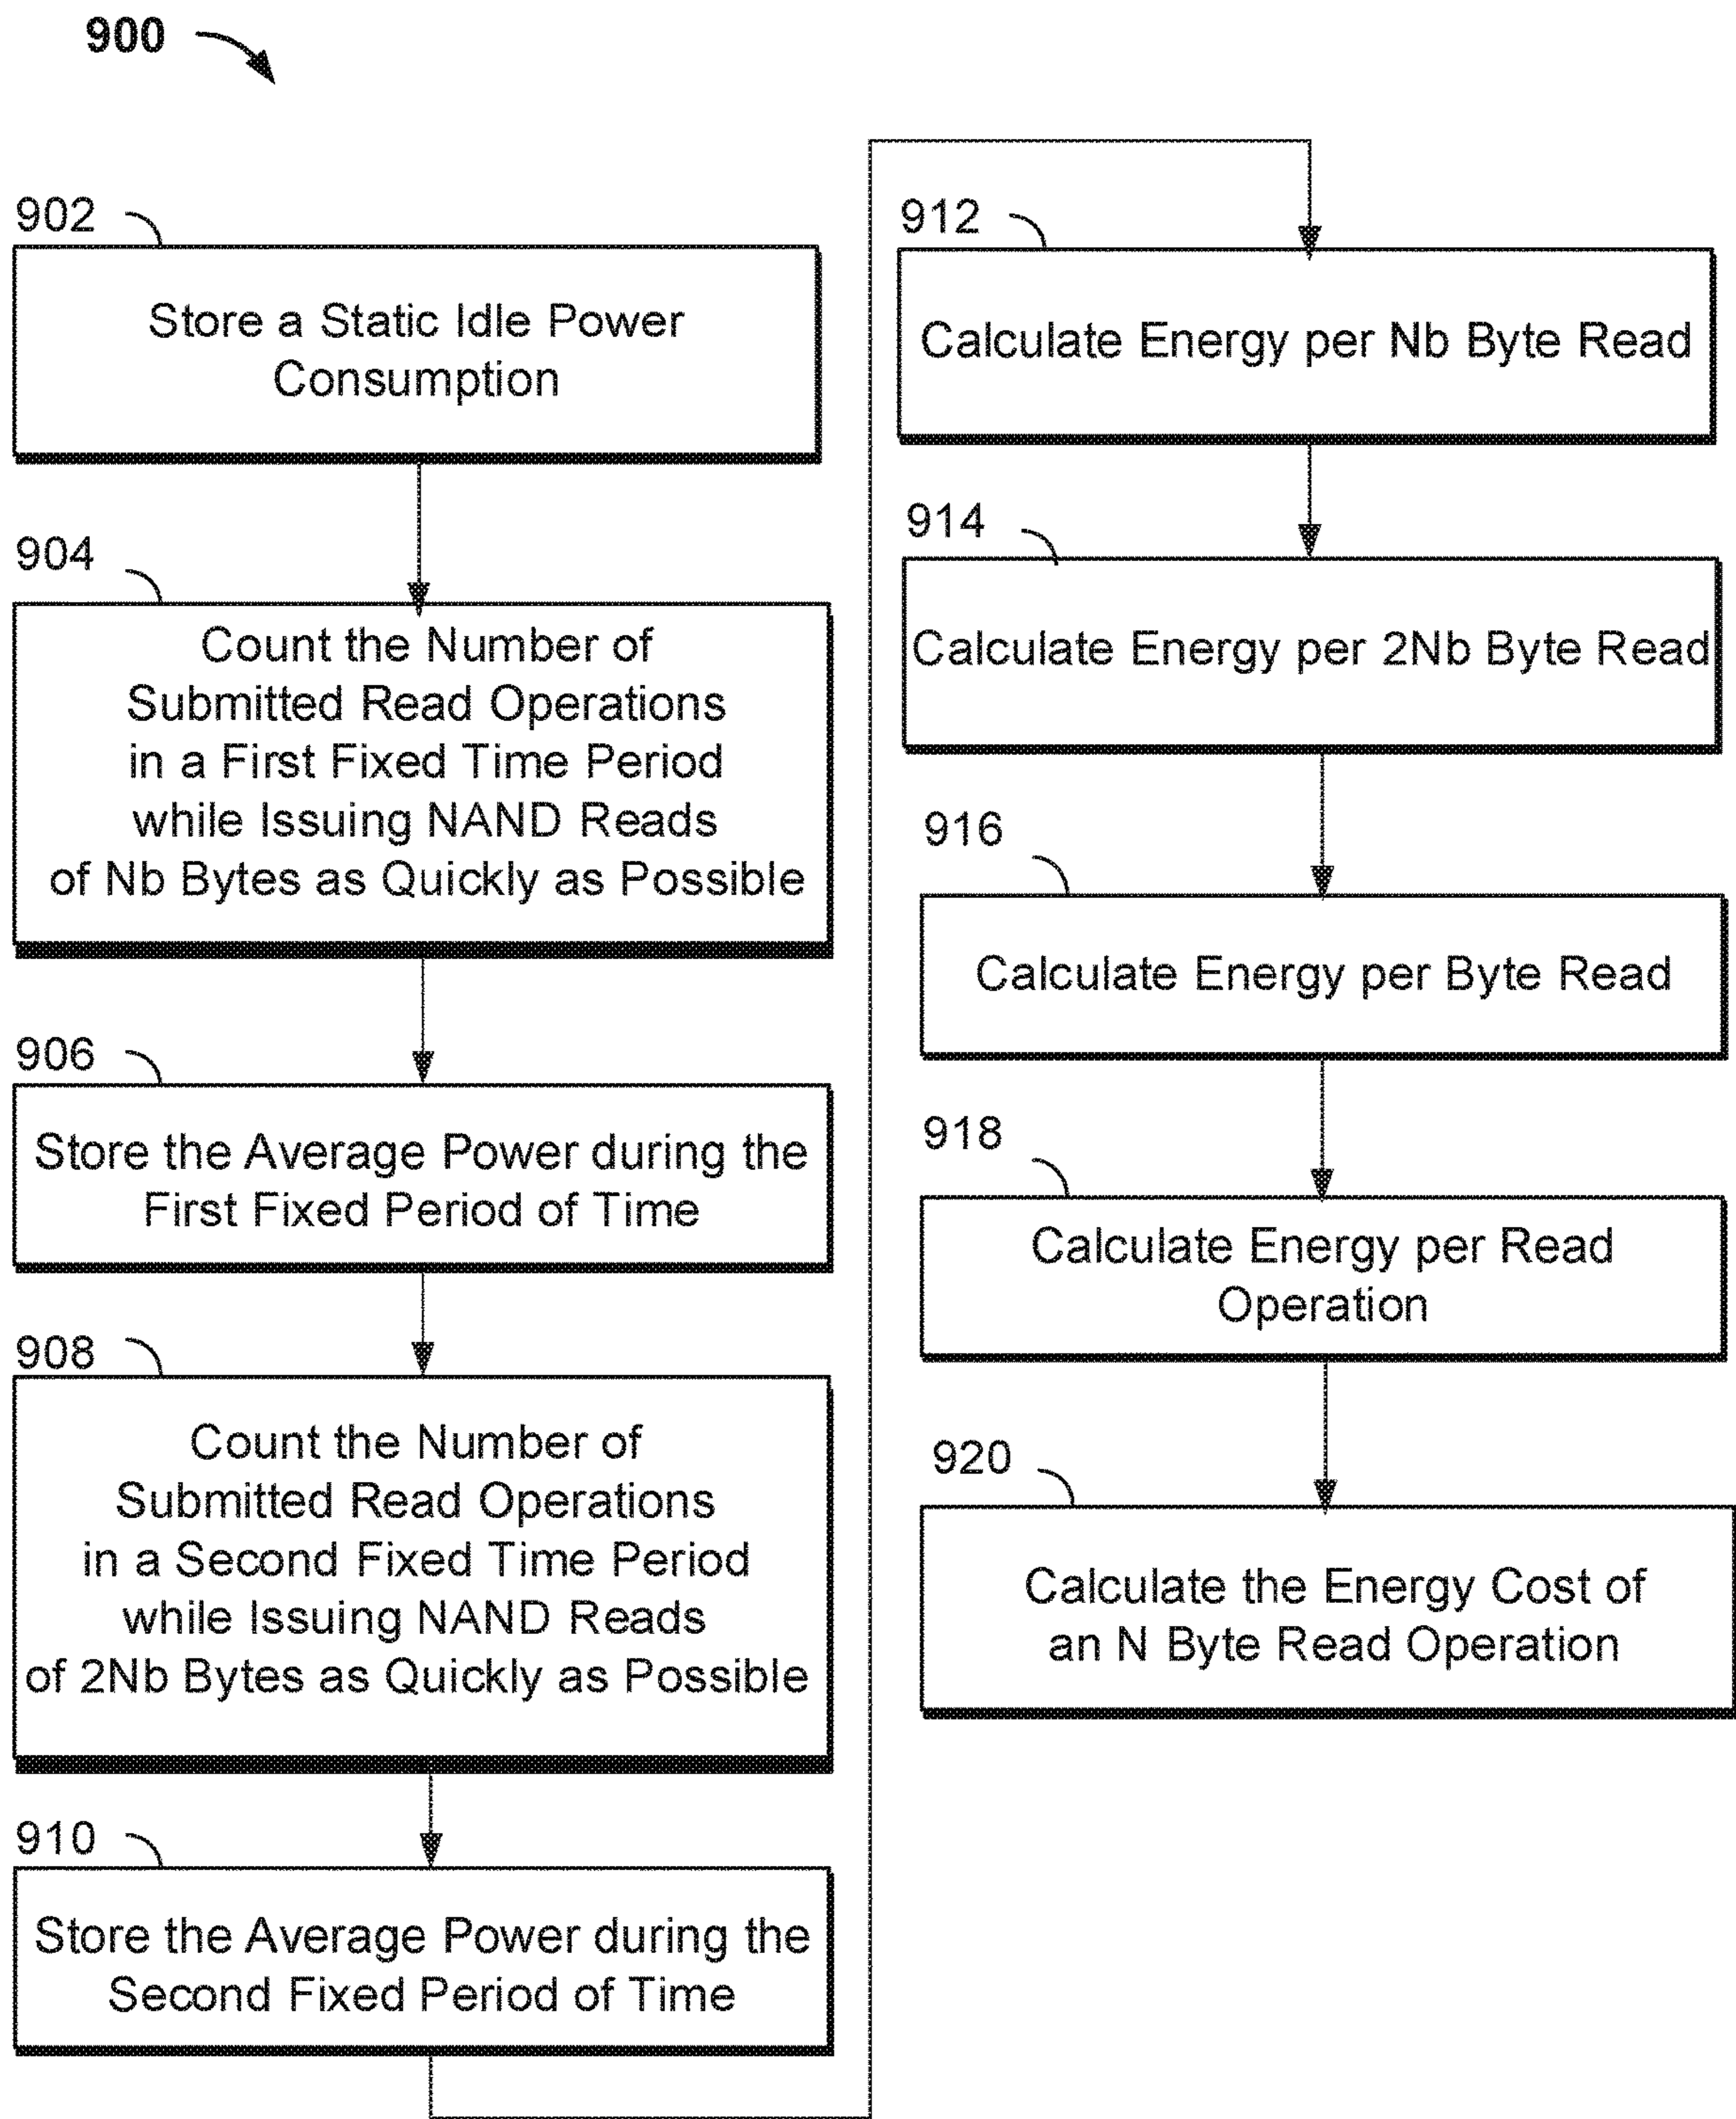 900
902
Store a Static Idle Power
Consumption
904
Count the Number of
Submitted Read Operations
in a First Fixed Time Period
while Issuing NAND Reads
of Nb Bytes as Quickly as Possible
906
Store the Average Power during the
First Fixed Period of Time
908
Count the Number of
Submitted Read Operations
in a Second Fixed Time Period
while Issuing NAND Reads
of 2Nb Bytes as Quickly as Possible
910
Store the Average Power during the
Second Fixed Period of Time
912
Calculate Energy per Nb Byte Read
914
Calculate Energy per 2Nb Byte Read
916
Calculate Energy per Byte Read
918
Calculate Energy per Read
Operation
920
Calculate the Energy Cost of
an N Byte Read Operation